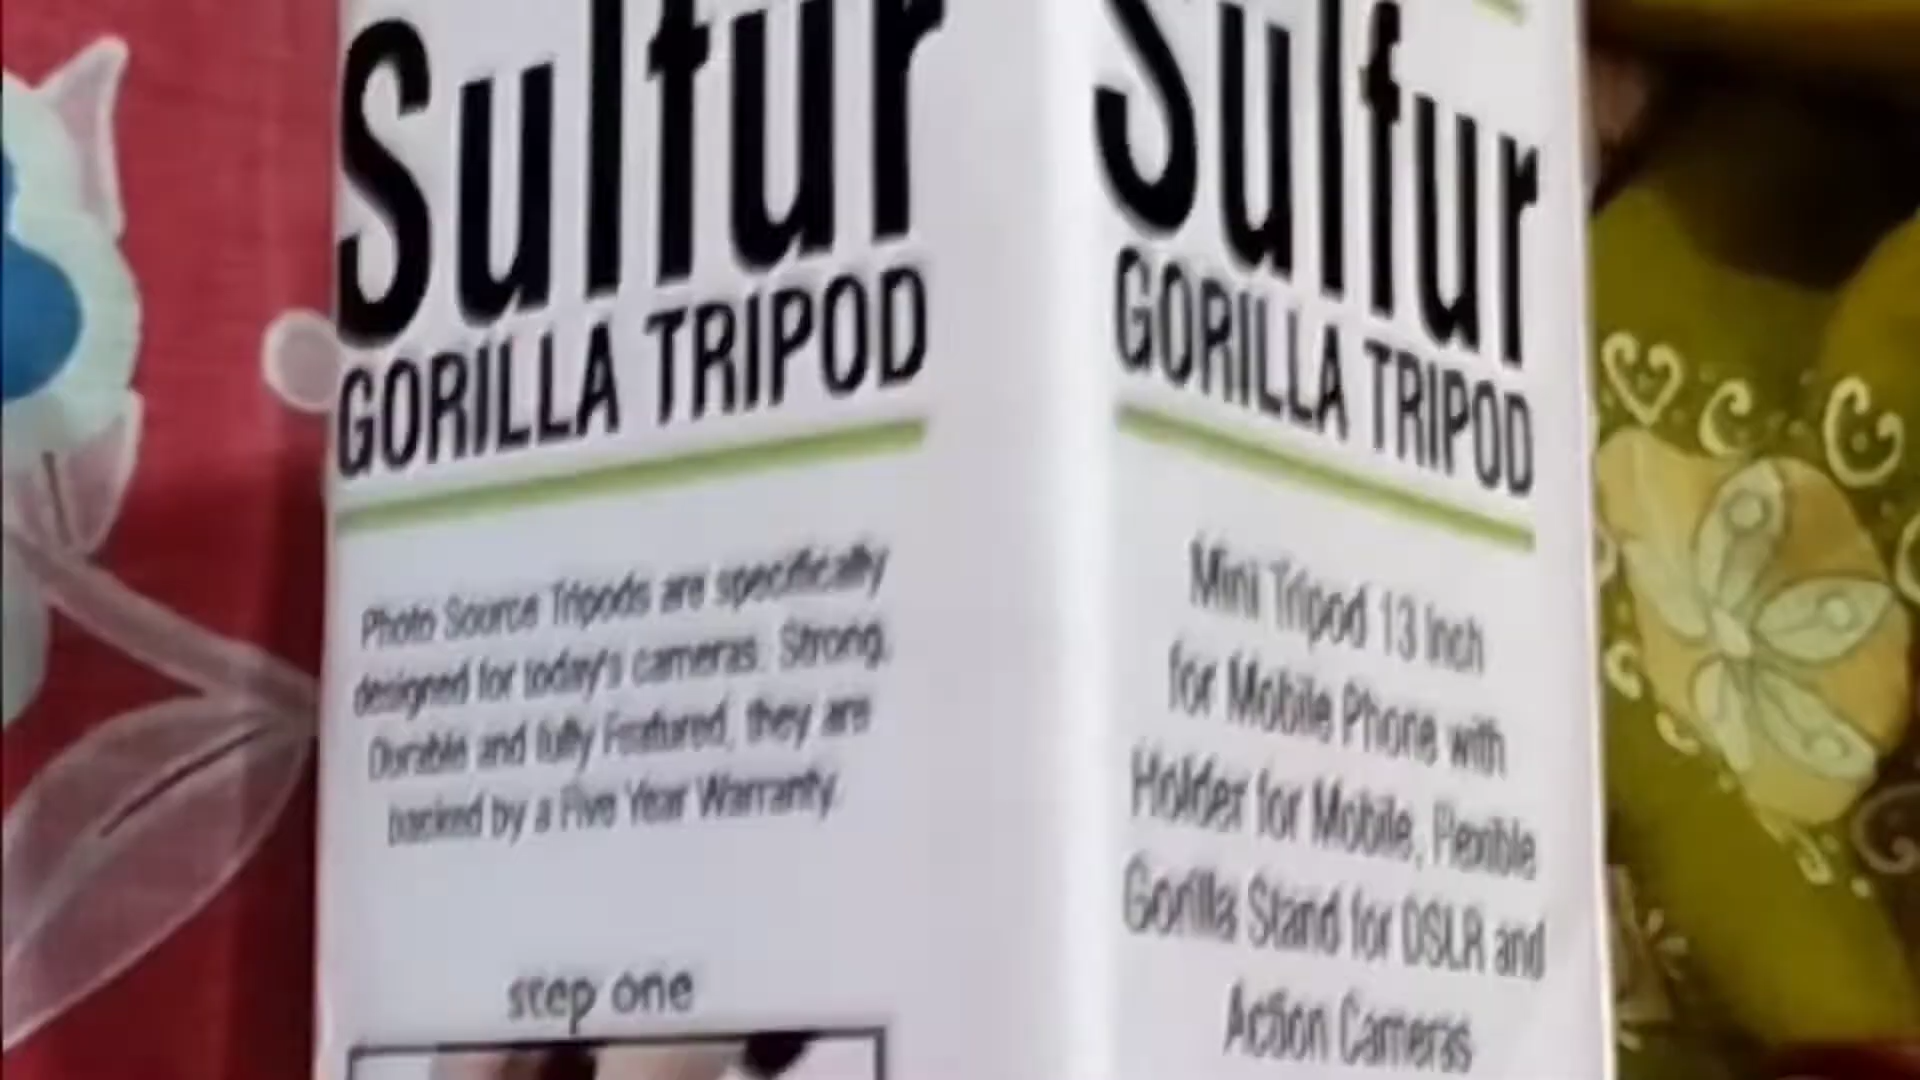 Sulfur
GORILLA TRIPOD
Photo Source Tripods are specifically
designed for today's cameras. Strong,
Durable and fully Featured, they are
backed by a Five Year Warranty.
step one
Sulfur
GORILLA TRIPOD
Mini Tripod 13 Inch
for Mobile Phone with
Holder for Mobile, Flexible
Gorilla Stand for DSLR and
Action Cameras